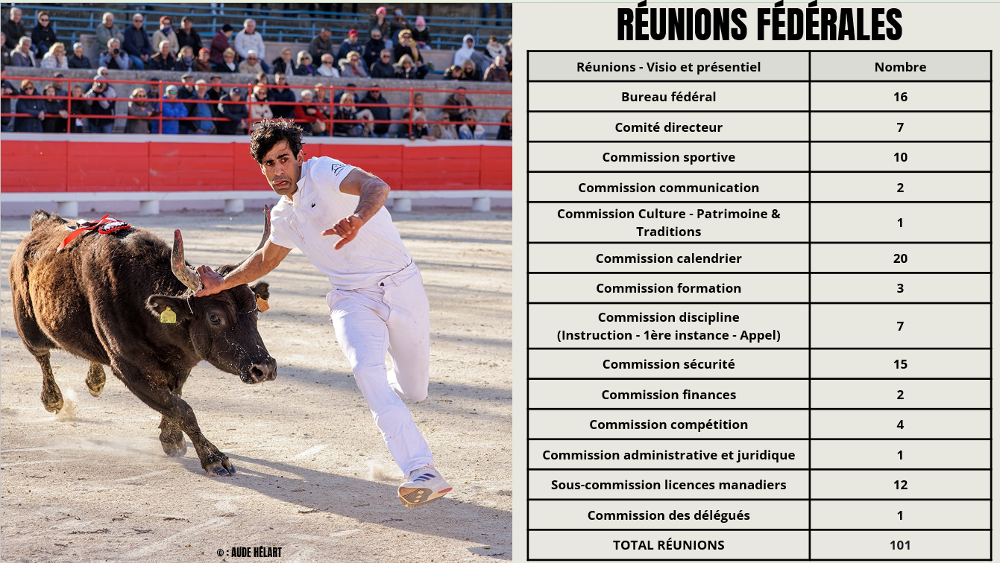 RÉUNIONS FÉDÉRALES
Réunions - Visio et présentiel Nombre
Bureau fédéral 16
Comité directeur 7
Commission sportive 10
Commission communication 2
Commission Culture - Patrimoine &
Traditions 1
Commission calendrier 20
Commission formation 3
Commission discipline
(Instruction - 1ère instance - Appel) 7
Commission sécurité 15
Commission finances 2
Commission compétition 4
Commission administrative et juridique 1
Sous-commission licences manadiers 12
Commission des délégués 1
TOTAL RÉUNIONS 101
© : AUDE HÉLART